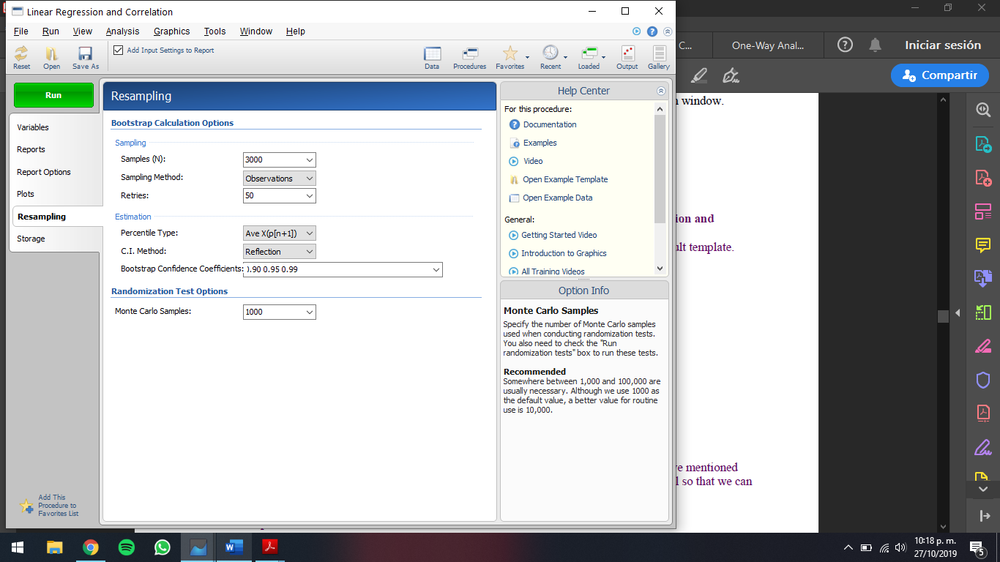 Linear Regression and Correlation
File Run View Analysis Graphics Tools Window Help
Reset Open Save As Add Input Settings to Report Data Procedures Favorites Recent Loaded Output Gallery
Run
Variables
Reports
Report Options
Plots
Resampling
Storage
Add This
Procedure to
Favorites List
Resampling
Bootstrap Calculation Options
Sampling
Samples (N): 3000
Sampling Method: Observations
Retries: 50
Estimation
Percentile Type: Ave X(p[n+1])
C.I. Method: Reflection
Bootstrap Confidence Coefficients: .90 0.95 0.99
Randomization Test Options
Monte Carlo Samples: 1000
Help Center
For this procedure:
Documentation
Examples
Video
Open Example Template
Open Example Data
General:
Getting Started Video
Introduction to Graphics
All Training Videos
Option Info
Monte Carlo Samples
Specify the number of Monte Carlo samples
used when conducting randomization tests.
You also need to check the "Run
randomization tests" box to run these tests.
Recommended
Somewhere between 1,000 and 100,000 are
usually necessary. Although we use 1000 as
the default value, a better value for routine
use is 10,000.
C... One-Way Anal... Iniciar sesión
Compartir
window.
ion and
ult template.
e mentioned
l so that we can
10:18 p. m.
27/10/2019
5